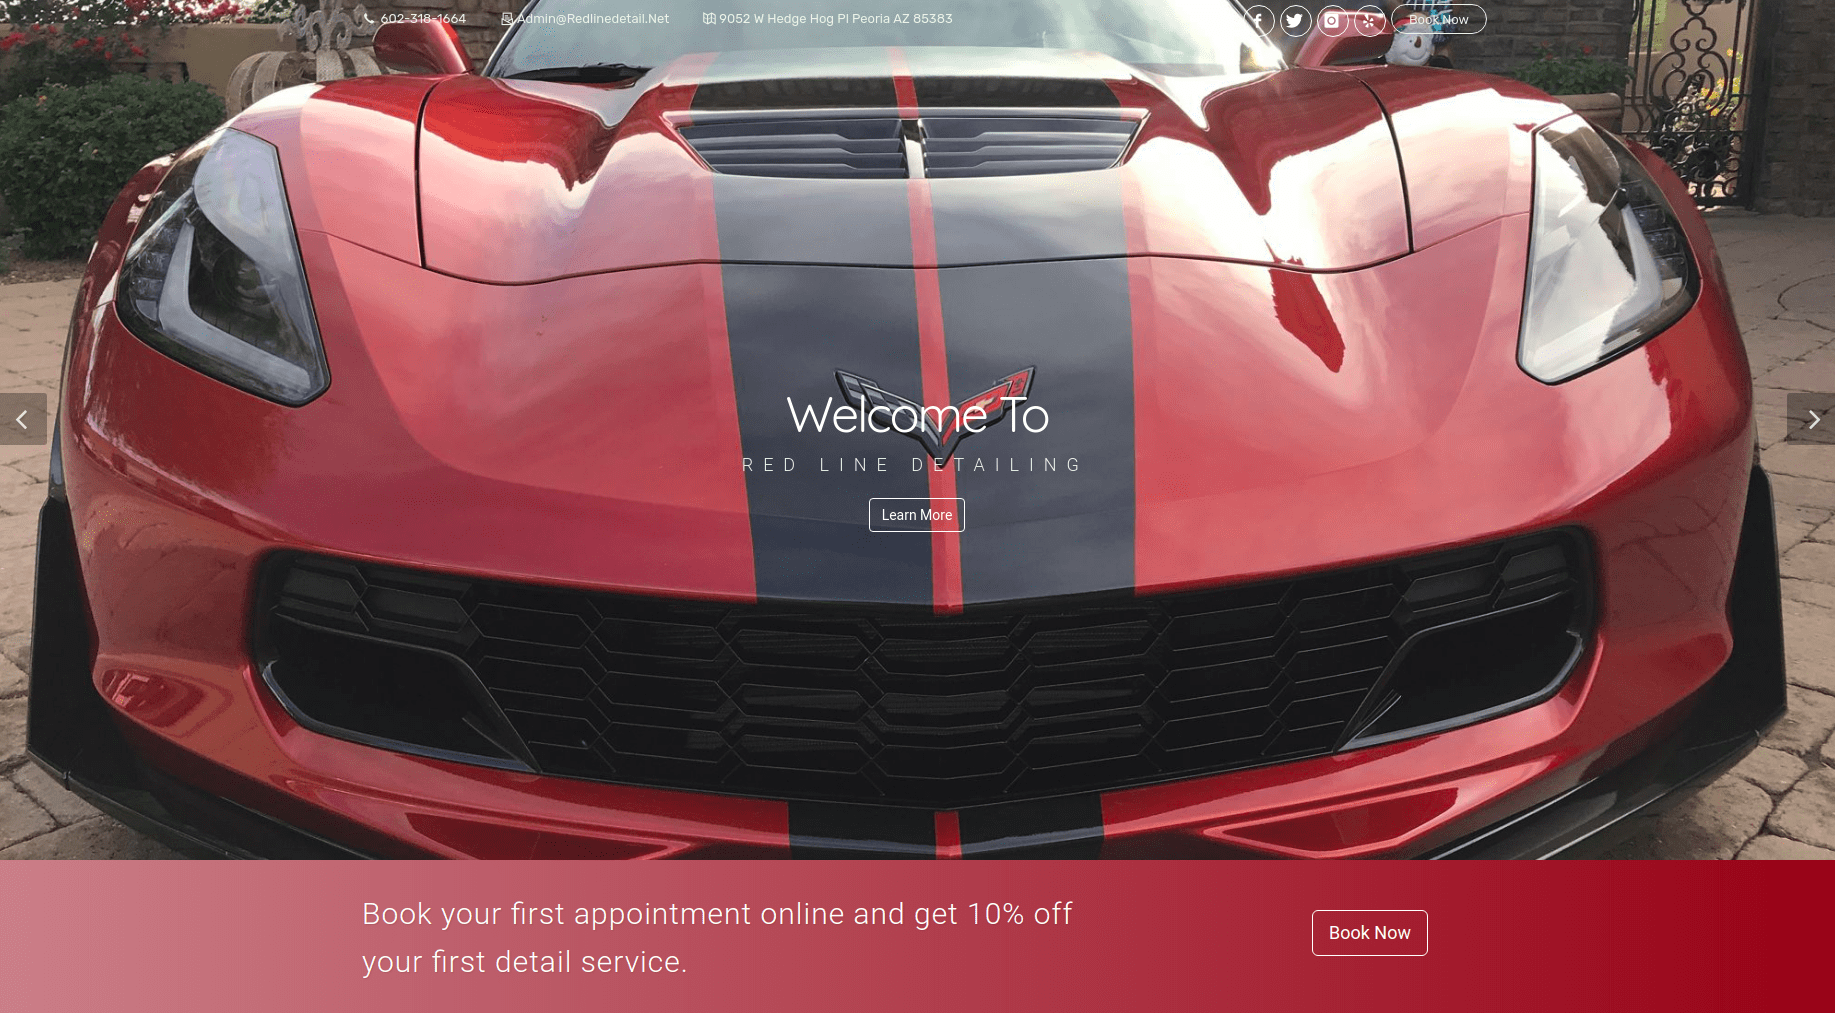 602-318-1664
Admin@Redlinedetail.Net
9052 W Hedge Hog Pl Peoria AZ 85383
Book Now
Welcome To
RED LINE DETAILING
Learn More
Book your first appointment online and get 10% off
your first detail service.
Book Now